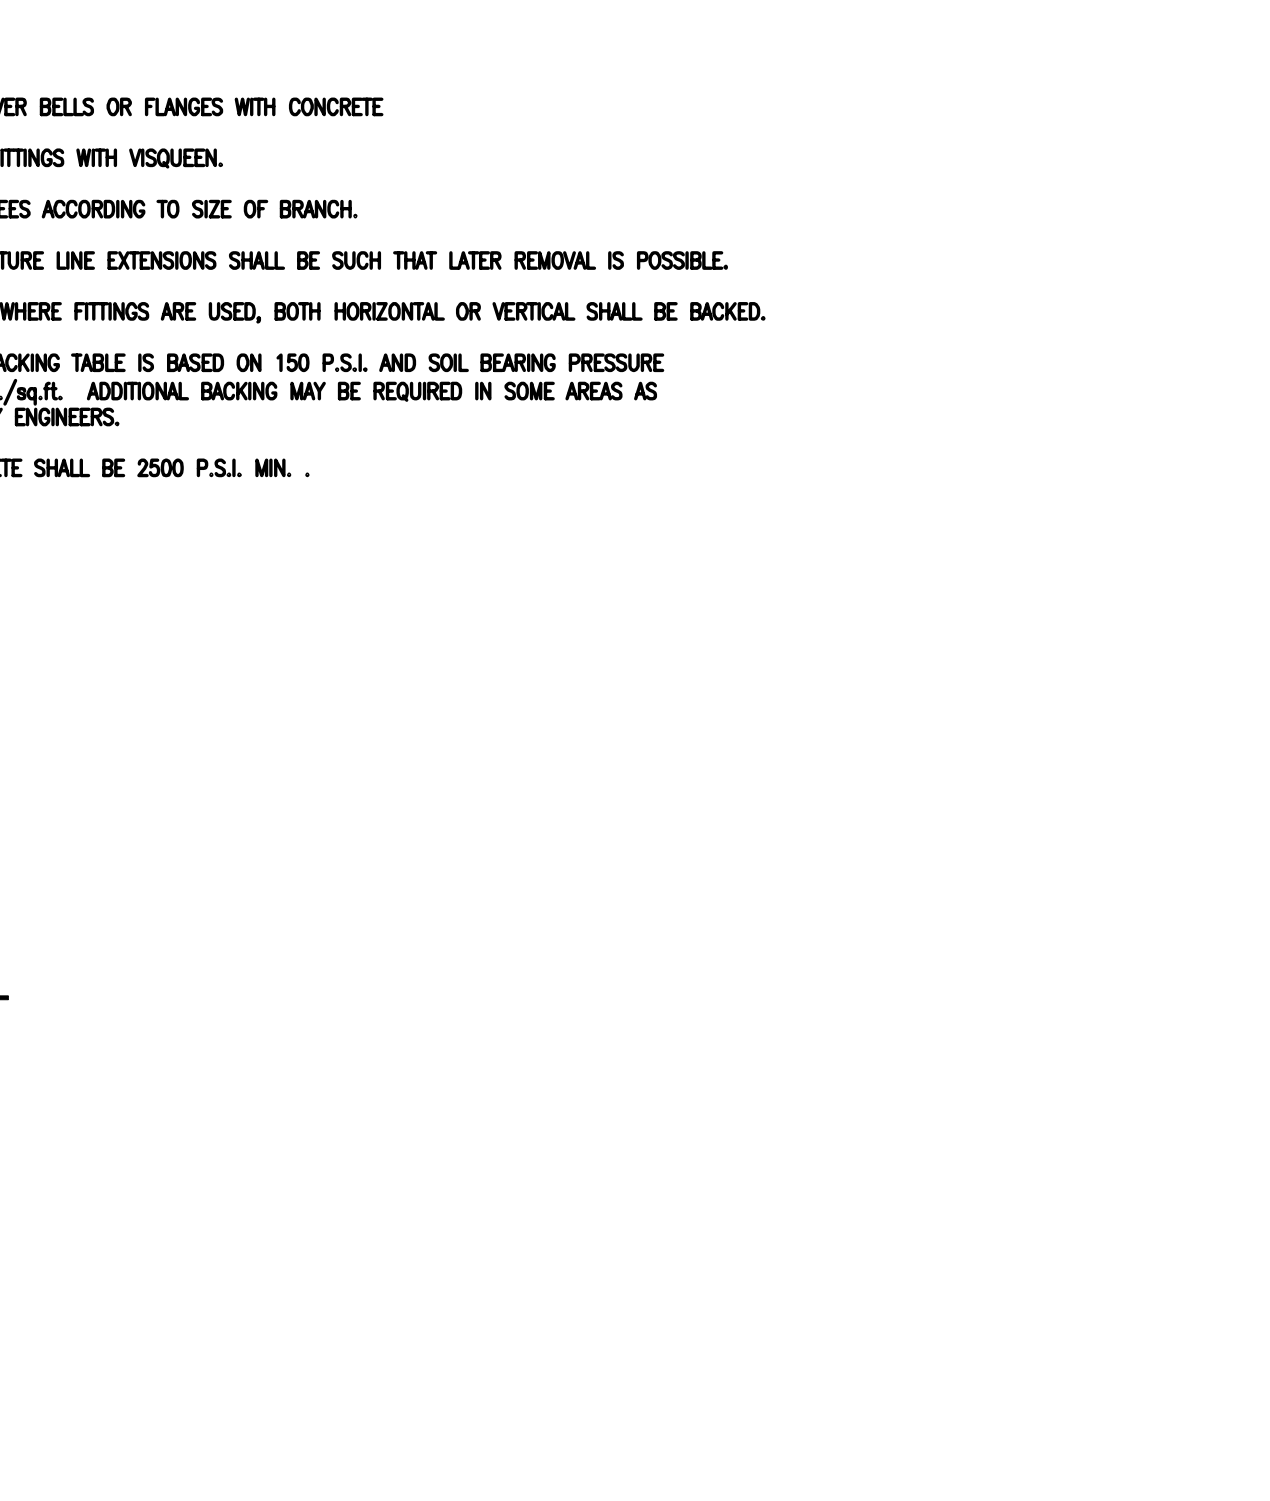 VER BELLS OR FLANGES WITH CONCRETE
ITTINGS WITH VISQUEEN.
EES ACCORDING TO SIZE OF BRANCH.
TURE LINE EXTENSIONS SHALL BE SUCH THAT LATER REMOVAL IS POSSIBLE.
WHERE FITTINGS ARE USED, BOTH HORIZONTAL OR VERTICAL SHALL BE BACKED.
ACKING TABLE IS BASED ON 150 P.S.I. AND SOIL BEARING PRESSURE
./sq.ft. ADDITIONAL BACKING MAY BE REQUIRED IN SOME AREAS AS
Y ENGINEERS.
ETE SHALL BE 2500 P.S.I. MIN. .